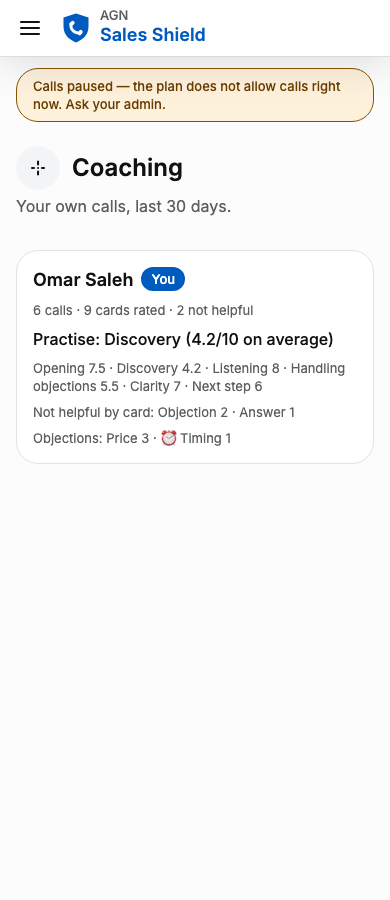 AGN
Sales Shield
Calls paused — the plan does not allow calls right
now. Ask your admin.
Coaching
Your own calls, last 30 days.
Omar Saleh You
6 calls · 9 cards rated · 2 not helpful
Practise: Discovery (4.2/10 on average)
Opening 7.5 · Discovery 4.2 · Listening 8 · Handling
objections 5.5 · Clarity 7 · Next step 6
Not helpful by card: Objection 2 · Answer 1
Objections: Price 3 · ⏰ Timing 1